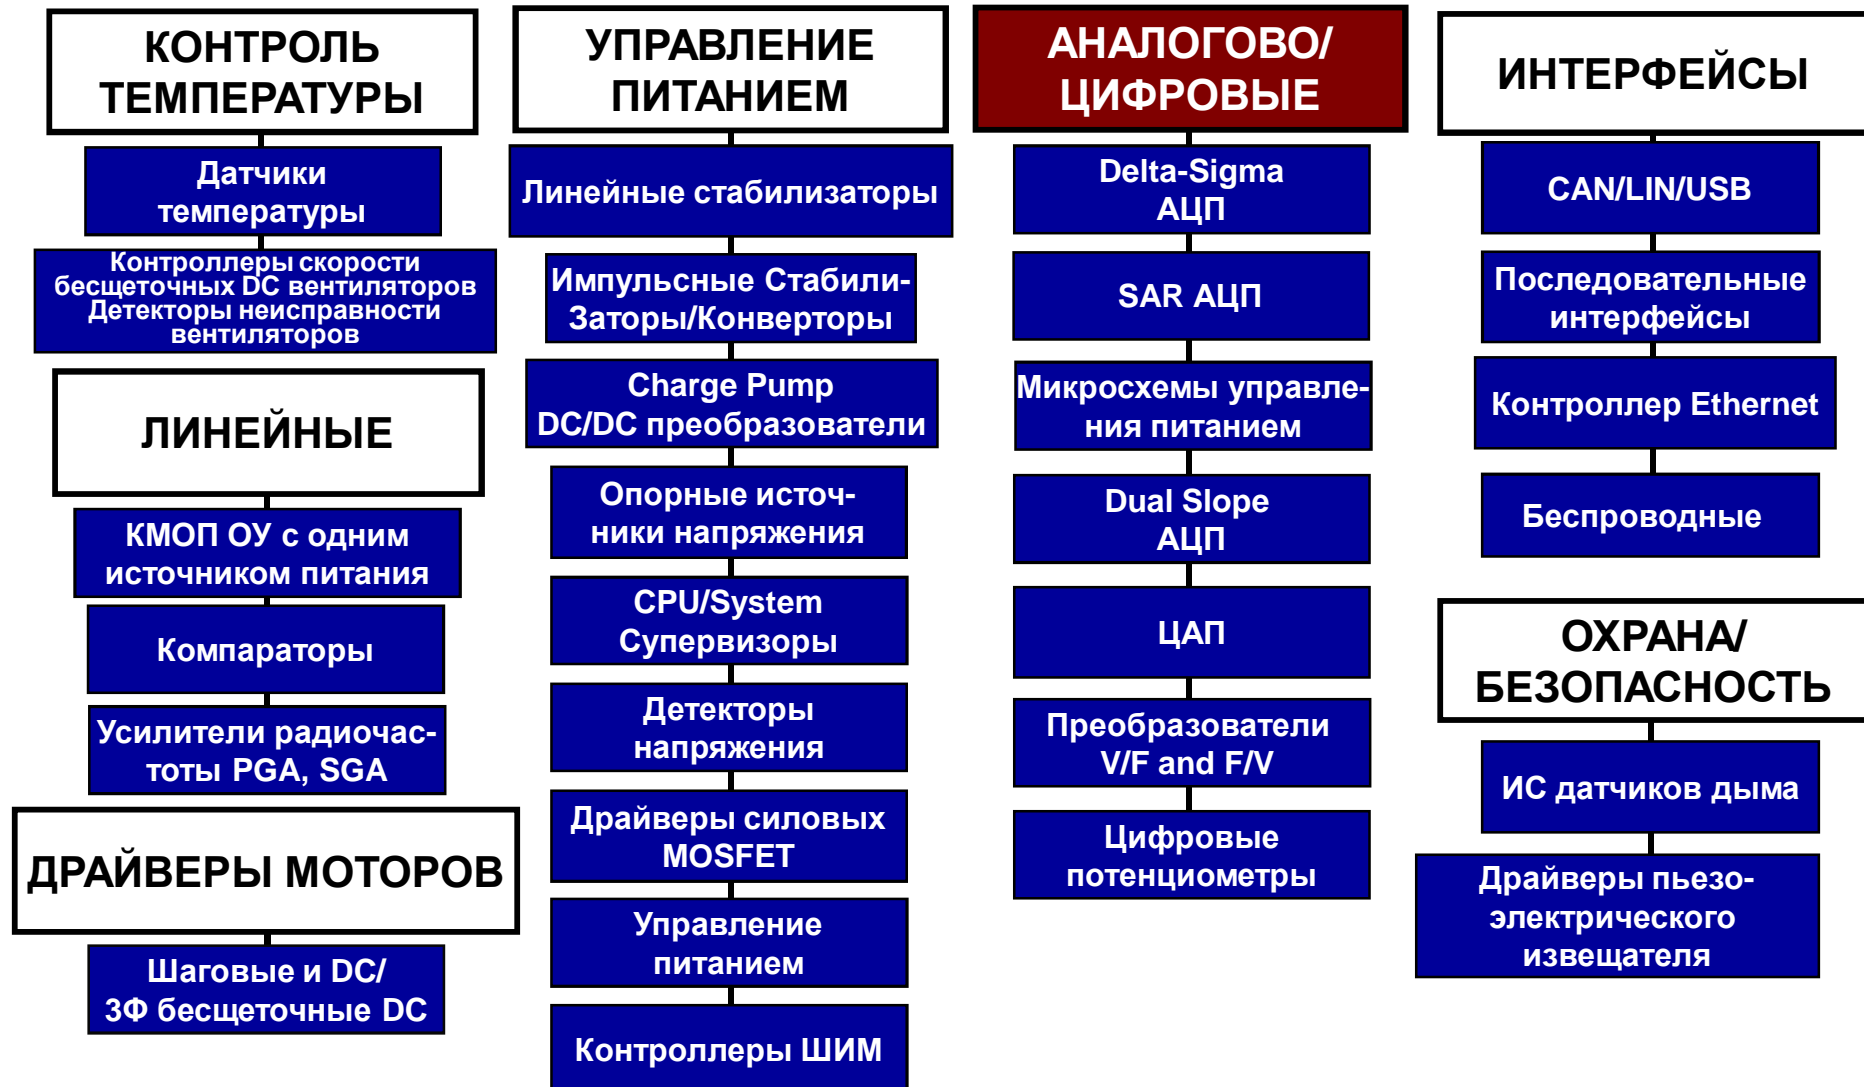 КОНТРОЛЬ
ТЕМПЕРАТУРЫ
Датчики
температуры
Контроллеры скорости
бесщеточных DC вентиляторов
Детекторы неисправности
вентиляторов
ЛИНЕЙНЫЕ
КМОП ОУ с одним
источником питания
Компараторы
Усилители радиочас-
тоты PGA, SGA
ДРАЙВЕРЫ МОТОРОВ
Шаговые и DC/
3Ф бесщеточные DC
УПРАВЛЕНИЕ
ПИТАНИЕМ
Линейные стабилизаторы
Импульсные Стабили-
Заторы/Конверторы
Charge Pump
DC/DC преобразователи
Опорные источ-
ники напряжения
CPU/System
Супервизоры
Детекторы
напряжения
Драйверы силовых
MOSFET
Управление
питанием
Контроллеры ШИМ
АНАЛОГОВО/
ЦИФРОВЫЕ
Delta-Sigma
АЦП
SAR АЦП
Микросхемы управле-
ния питанием
Dual Slope
АЦП
ЦАП
Преобразователи
V/F and F/V
Цифровые
потенциометры
ИНТЕРФЕЙСЫ
CAN/LIN/USB
Последовательные
интерфейсы
Контроллер Ethernet
Беспроводные
ОХРАНА/
БЕЗОПАСНОСТЬ
ИС датчиков дыма
Драйверы пьезо-
электрического
извещателя